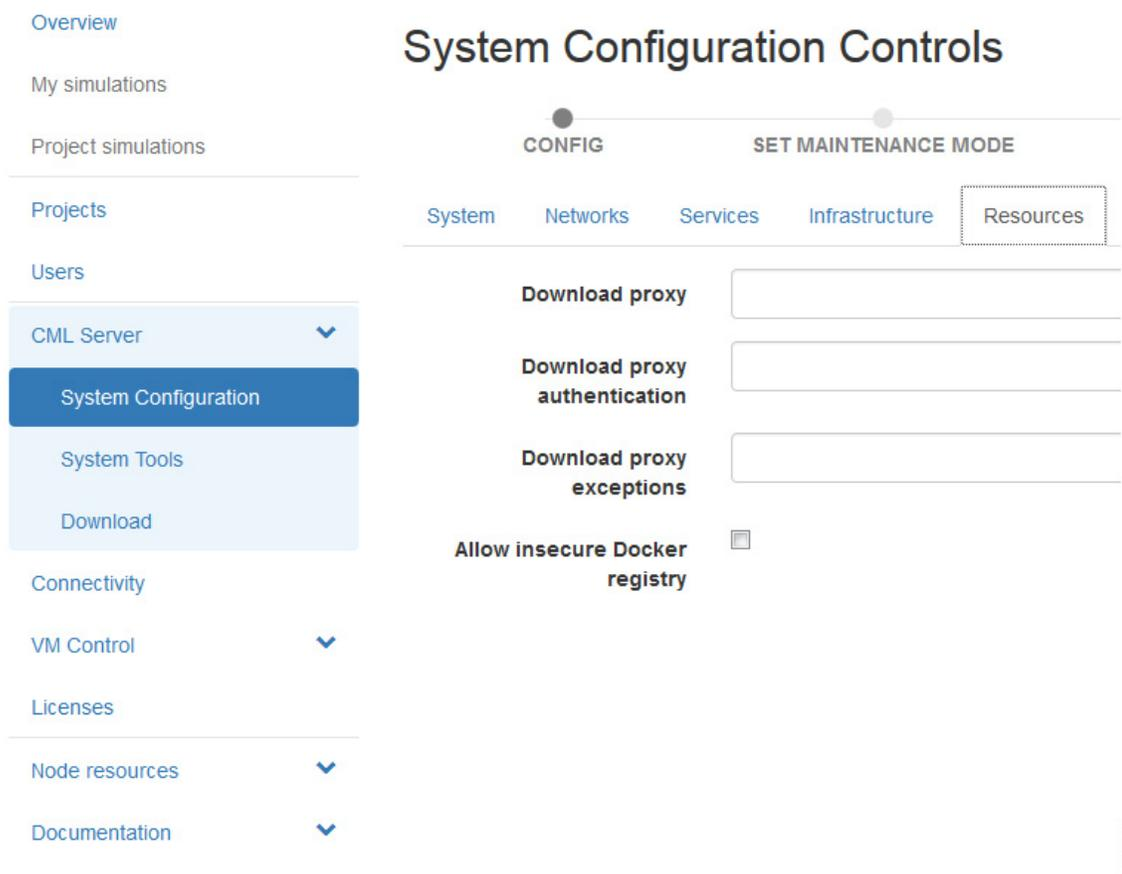 Overview
My simulations
Project simulations
Projects
Users
CML Server
System Configuration
System Tools
Download
Connectivity
VM Control
Licenses
Node resources
Documentation
System Configuration Controls
CONFIG
SET MAINTENANCE MODE
System
Networks
Services
Infrastructure
Resources
Download proxy
Download proxy
authentication
Download proxy
exceptions
Allow insecure Docker
registry